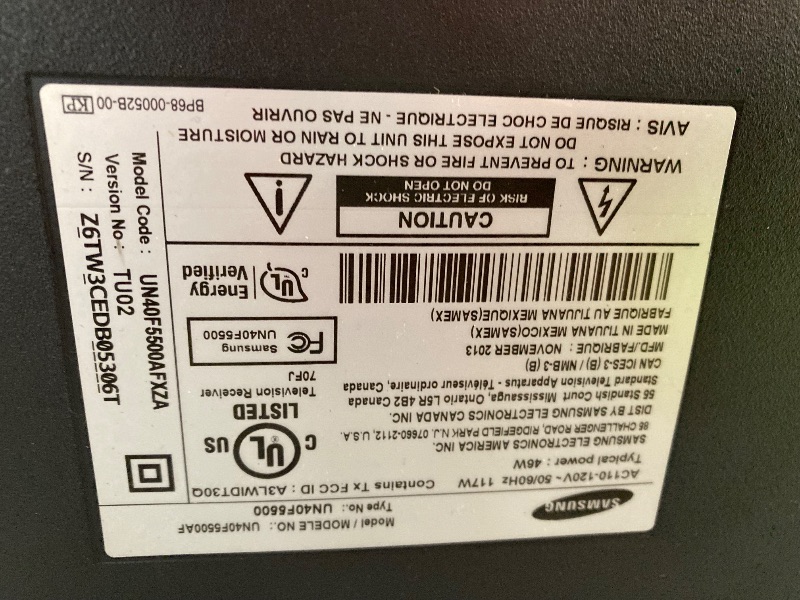 SAMSUNG
Model / MODELE NO.: UN40F5500AF
Type No.: UN40F5500
AC110-120V~ 50/60Hz 117W
Contains Tx FCC ID : A3LWIDT30Q
Typical power : 46W
SAMSUNG ELECTRONICS AMERICA INC.
85 CHALLENGER ROAD, RIDGEFIELD PARK N.J. 07660-2112, U.S.A.
DIST BY SAMSUNG ELECTRONICS CANADA INC.
55 Standish Court Mississauga, Ontario L5R 4B2 Canada
Standard Television Apparatus - Téléviseur ordinaire, Canada
CAN ICES-3 (B) / NMB-3 (B)
MFD./FABRIQUE : NOVEMBER 2013
MADE IN TIJUANA MEXICO(SAMEX)
FABRIQUE AU TIJUANA MEXIQUE(SAMEX)
C UL ® US
LISTED
Television Receiver
70FJ
FC Samsung
UN40F5500
C UL Energy
Verified
CAUTION
RISK OF ELECTRIC SHOCK
DO NOT OPEN
WARNING : TO PREVENT FIRE OR SHOCK HAZARD
DO NOT EXPOSE THIS UNIT TO RAIN OR MOISTURE
AVIS : RISQUE DE CHOC ELECTRIQUE - NE PAS OUVRIR
BP68-00052B-00 KP
Model Code : UN40F5500AFXZA
Version No : TU02
S/N : Z6TW3CEDB05306T